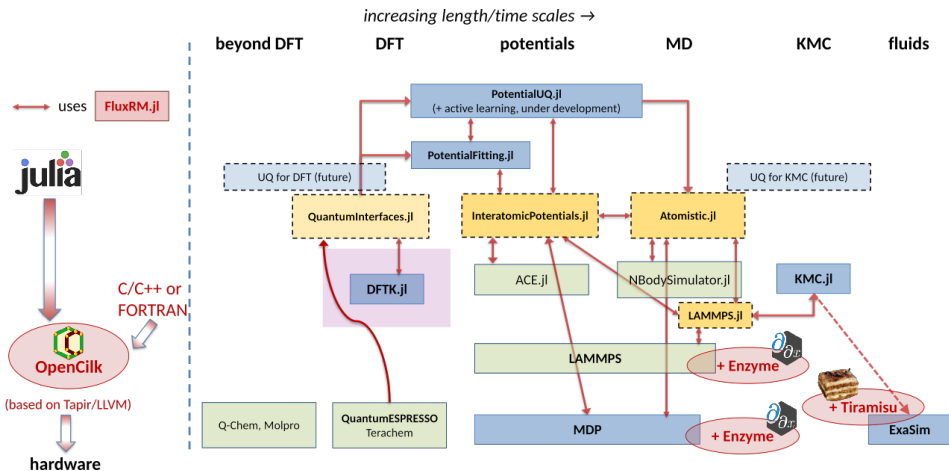 increasing length/time scales →
beyond DFT
DFT
potentials
MD
KMC
fluids
uses
FluxRM.jl
julia
C/C++ or
FORTRAN
OpenCilk
(based on Tapir/LLVM)
hardware
PotentialUQ.jl
(+ active learning, under development)
PotentialFitting.jl
UQ for DFT (future)
UQ for KMC (future)
QuantumInterfaces.jl
InteratomicPotentials.jl
Atomistic.jl
DFTK.jl
ACE.jl
NBodySimulator.jl
KMC.jl
LAMMPS.jl
LAMMPS
+ Enzyme
∂
∂x
+ Tiramisu
Q-Chem, Molpro
QuantumESPRESSO
Terachem
MDP
+ Enzyme
∂
∂x
ExaSim